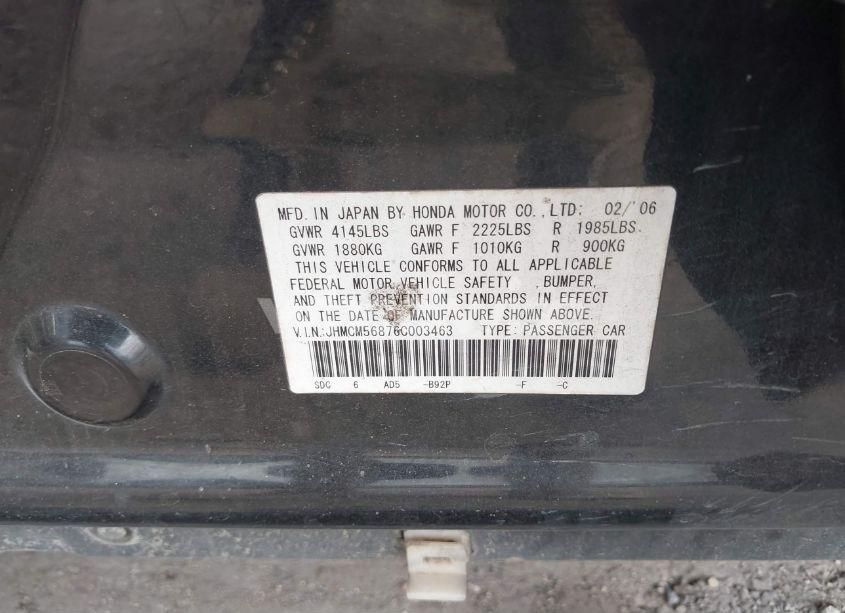 MFD. IN JAPAN BY HONDA MOTOR CO., LTD: 02/'06
GVWR 4145LBS GAWR F 2225LBS R 1985LBS
GVWR 1880KG GAWR F 1010KG R 900KG
THIS VEHICLE CONFORMS TO ALL APPLICABLE
FEDERAL MOTOR VEHICLE SAFETY , BUMPER,
AND THEFT PREVENTION STANDARDS IN EFFECT
ON THE DATE OF MANUFACTURE SHOWN ABOVE.
V.I.N.:JHMCM56876C003463 TYPE: PASSENGER CAR
SDC 6 AD5 -B92P -F -C